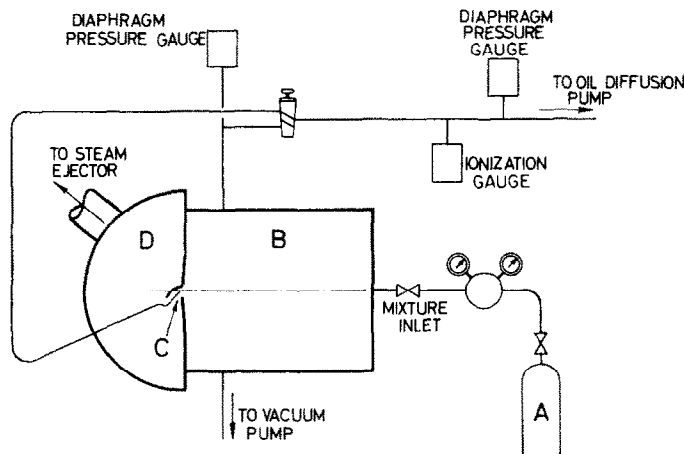 DIAPHRAGM
PRESSURE GAUGE
DIAPHRAGM
PRESSURE
GAUGE
TO OIL DIFFUSION
PUMP
TO STEAM
EJECTOR
IONIZATION
GAUGE
D
B
MIXTURE
INLET
C
A
TO VACUUM
PUMP